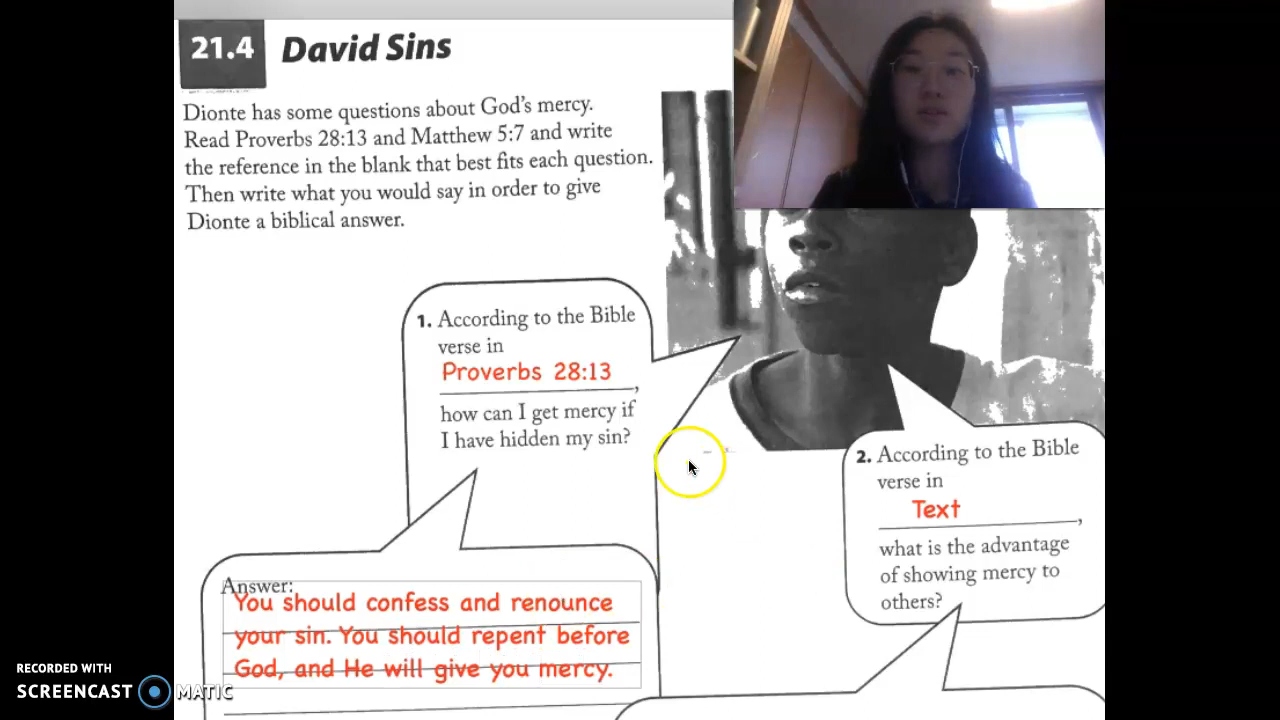 21.4 David Sins
Dionte has some questions about God's mercy.
Read Proverbs 28:13 and Matthew 5:7 and write
the reference in the blank that best fits each question.
Then write what you would say in order to give
Dionte a biblical answer.
1. According to the Bible
verse in
Proverbs 28:13,
how can I get mercy if
I have hidden my sin?
2. According to the Bible
verse in
Text,
what is the advantage
of showing mercy to
others?
Answer:
You should confess and renounce
your sin. You should repent before
God, and He will give you mercy.
RECORDED WITH
SCREENCAST MATIC